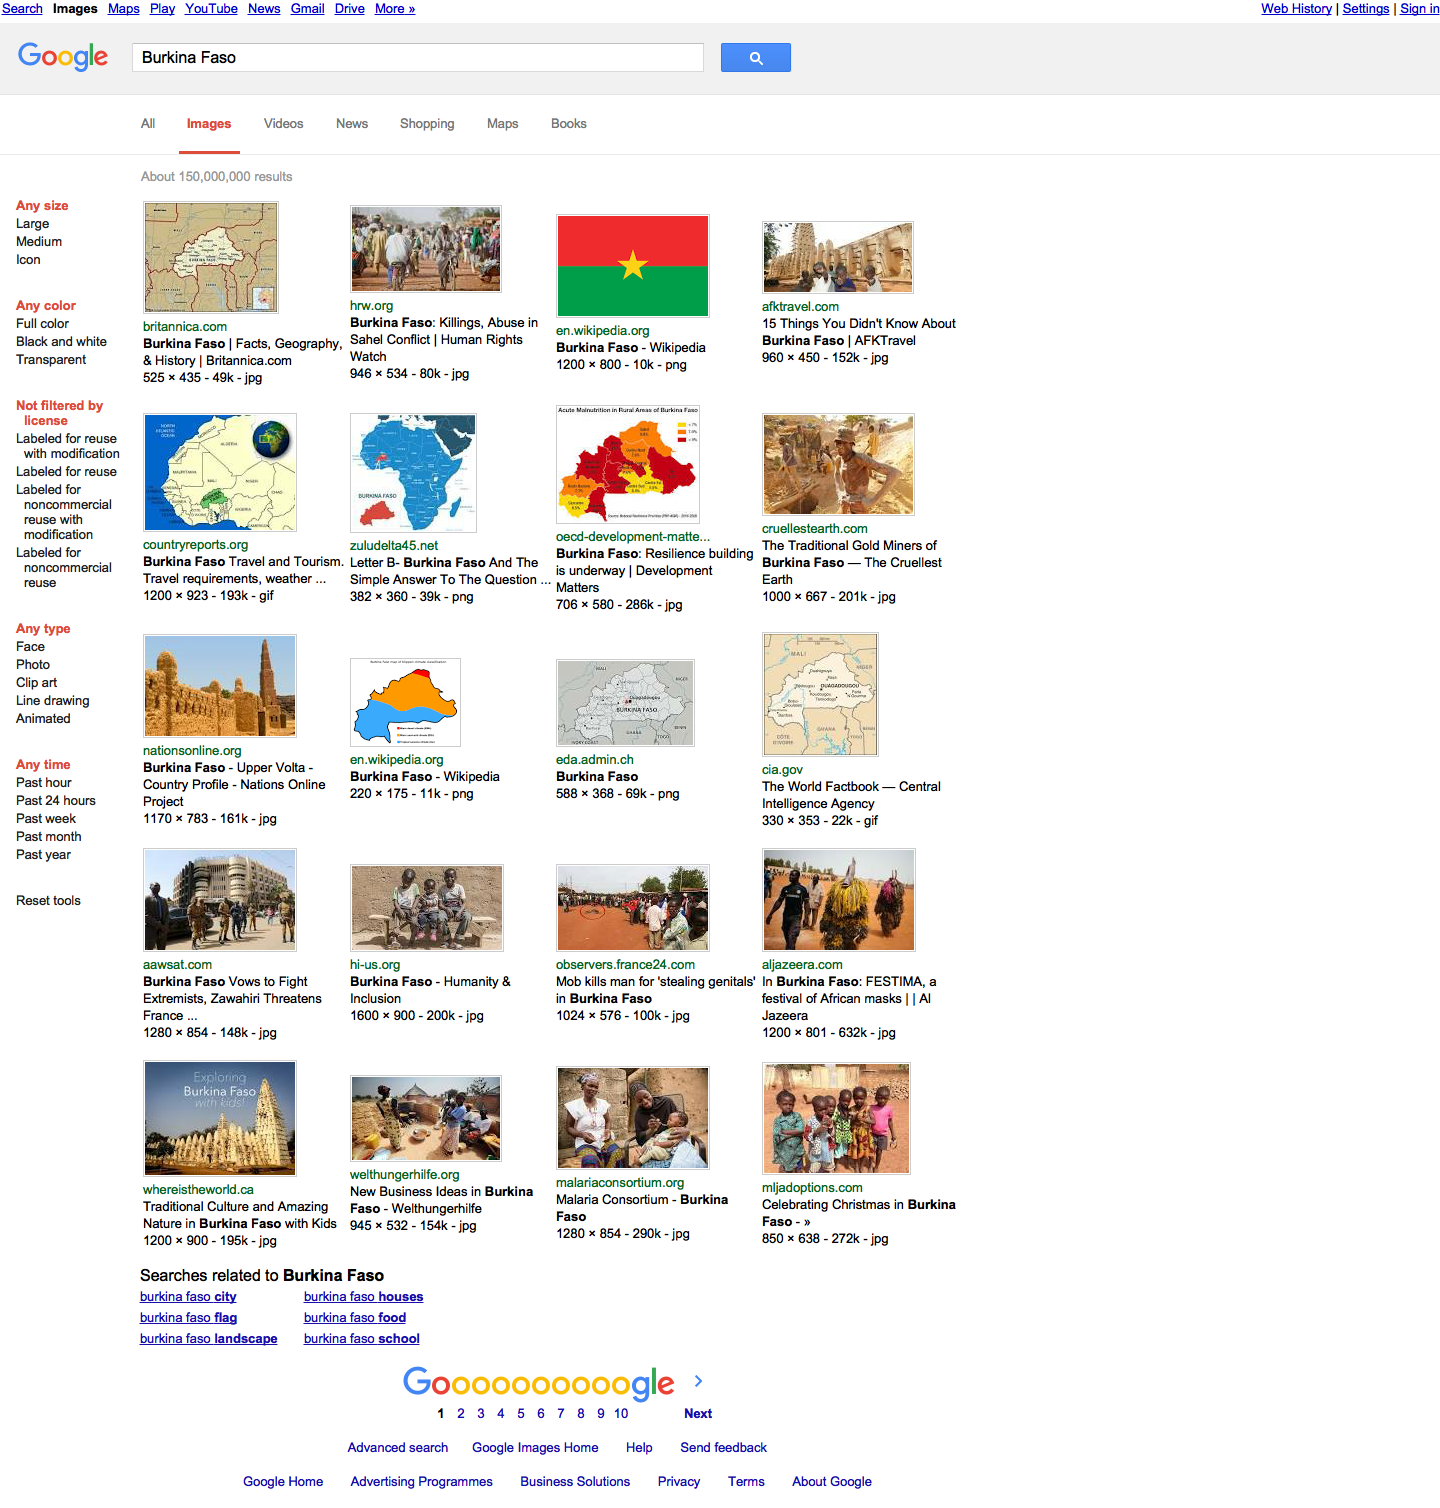 Search Images Maps Play YouTube News Gmail Drive More »
Web History | Settings | Sign in
Google
Burkina Faso
All Images Videos News Shopping Maps Books
About 150,000,000 results
Any size
Large
Medium
Icon
Any color
Full color
Black and white
Transparent
Not filtered by
license
Labeled for reuse
with modification
Labeled for reuse
Labeled for
noncommercial
reuse with
modification
Labeled for
noncommercial
reuse
Any type
Face
Photo
Clip art
Line drawing
Animated
Any time
Past hour
Past 24 hours
Past week
Past month
Past year
Reset tools
britannica.com
Burkina Faso | Facts, Geography,
& History | Britannica.com
525 × 435 - 49k - jpg
hrw.org
Burkina Faso: Killings, Abuse in
Sahel Conflict | Human Rights
Watch
946 × 534 - 80k - jpg
en.wikipedia.org
Burkina Faso - Wikipedia
1200 × 800 - 10k - png
afktravel.com
15 Things You Didn't Know About
Burkina Faso | AFKTravel
960 × 450 - 152k - jpg
countryreports.org
Burkina Faso Travel and Tourism.
Travel requirements, weather ...
1200 × 923 - 193k - gif
BURKINA FASO
zuludelta45.net
Letter B- Burkina Faso And The
Simple Answer To The Question ...
382 × 360 - 39k - png
Acute Malnutrition in Rural Areas of Burkina Faso
oecd-development-matte...
Burkina Faso: Resilience building
is underway | Development
Matters
706 × 580 - 286k - jpg
cruellestearth.com
The Traditional Gold Miners of
Burkina Faso — The Cruellest
Earth
1000 × 667 - 201k - jpg
nationsonline.org
Burkina Faso - Upper Volta -
Country Profile - Nations Online
Project
1170 × 783 - 161k - jpg
en.wikipedia.org
Burkina Faso - Wikipedia
220 × 175 - 11k - png
MALI
NIGER
Ouagadougou
BURKINA FASO
BENIN
GHANA
TOGO
eda.admin.ch
Burkina Faso
588 × 368 - 69k - png
MALI
NIGER
OUAGADOUGOU
BENIN
GHANA
TOGO
CÔTE
D'IVOIRE
cia.gov
The World Factbook — Central
Intelligence Agency
330 × 353 - 22k - gif
aawsat.com
Burkina Faso Vows to Fight
Extremists, Zawahiri Threatens
France ...
1280 × 854 - 148k - jpg
hi-us.org
Burkina Faso - Humanity &
Inclusion
1600 × 900 - 200k - jpg
observers.france24.com
Mob kills man for 'stealing genitals'
in Burkina Faso
1024 × 576 - 100k - jpg
aljazeera.com
In Burkina Faso: FESTIMA, a
festival of African masks | | Al
Jazeera
1200 × 801 - 632k - jpg
Exploring
Burkina Faso
with kids!
whereistheworld.ca
Traditional Culture and Amazing
Nature in Burkina Faso with Kids
1200 × 900 - 195k - jpg
welthungerhilfe.org
New Business Ideas in Burkina
Faso - Welthungerhilfe
945 × 532 - 154k - jpg
malariaconsortium.org
Malaria Consortium - Burkina
Faso
1280 × 854 - 290k - jpg
mljadoptions.com
Celebrating Christmas in Burkina
Faso - »
850 × 638 - 272k - jpg
Searches related to Burkina Faso
burkina faso city burkina faso houses
burkina faso flag burkina faso food
burkina faso landscape burkina faso school
Goooooooooogle
1 2 3 4 5 6 7 8 9 10 Next
Advanced search Google Images Home Help Send feedback
Google Home Advertising Programmes Business Solutions Privacy Terms About Google